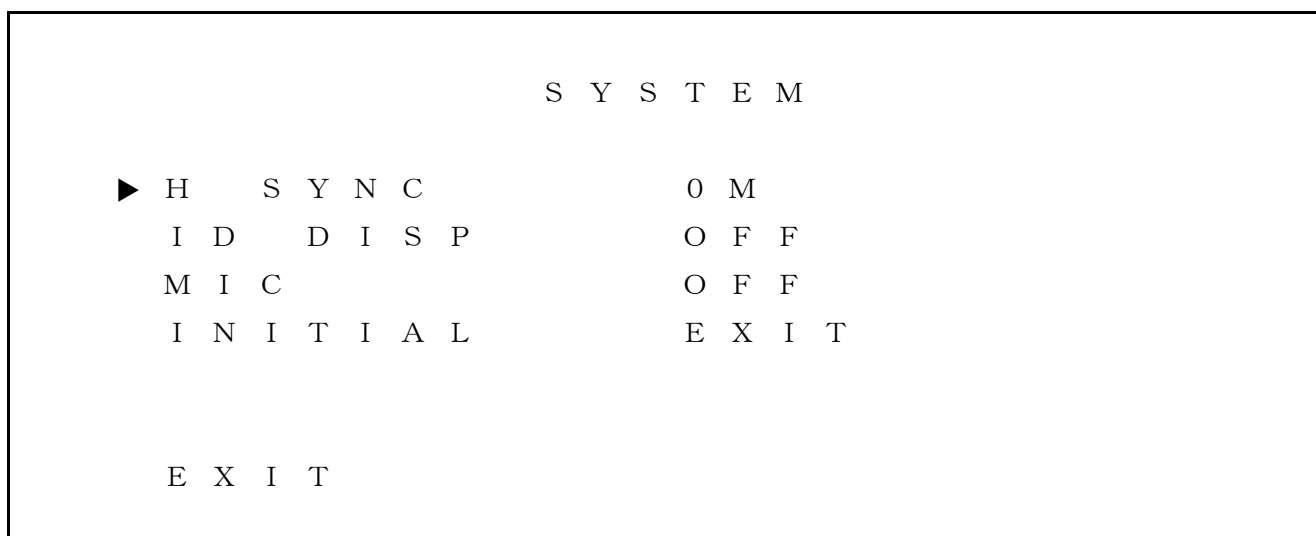 SYSTEM
▶ H SYNC 0M
ID DISP OFF
MIC OFF
INITIAL EXIT
EXIT